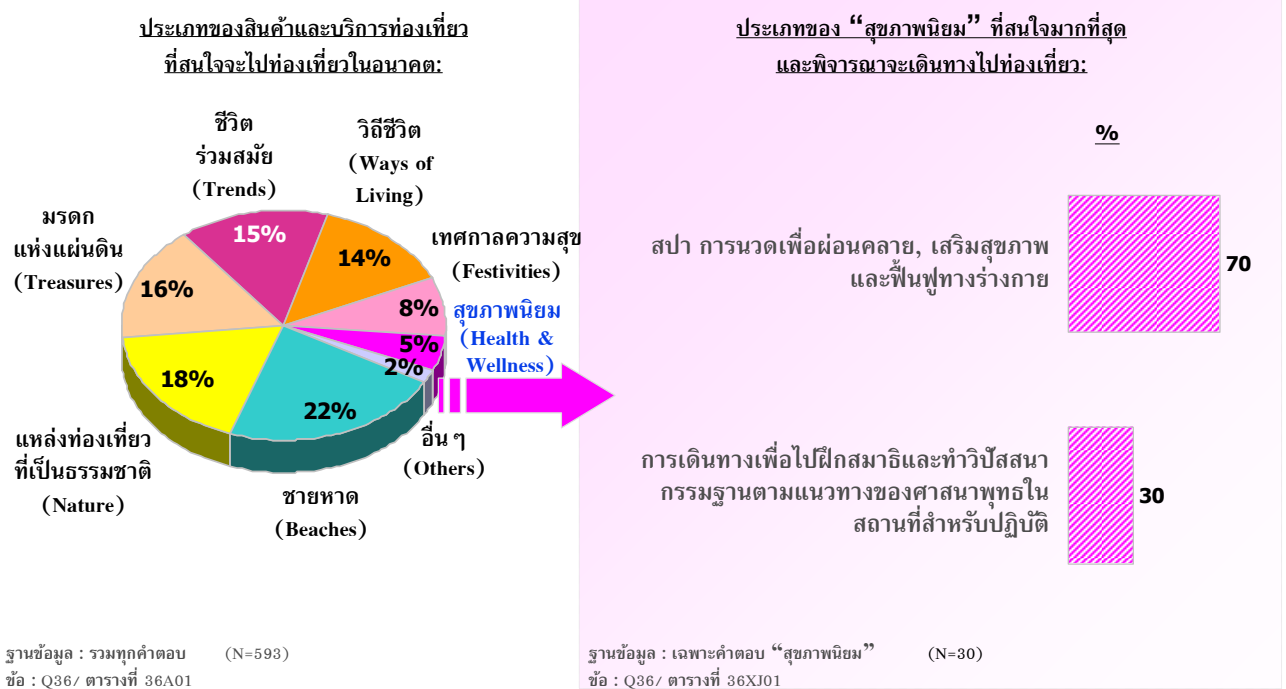 ประเภทของสินค้าและบริการท่องเที่ยว
ที่สนใจจะไปท่องเที่ยวในอนาคต:
ชีวิต
ร่วมสมัย
(Trends)
วิถีชีวิต
(Ways of
Living)
มรดก
แห่งแผ่นดิน
(Treasures)
เทศกาลความสุข
(Festivities)
สุขภาพนิยม
(Health &
Wellness)
15%
14%
16%
8%
5%
2%
18%
22%
แหล่งท่องเที่ยว
ที่เป็นธรรมชาติ
(Nature)
ชายหาด
(Beaches)
อื่น ๆ
(Others)
ฐานข้อมูล : รวมทุกคำตอบ (N=593)
ข้อ : Q36/ ตารางที่ 36A01
ประเภทของ “สุขภาพนิยม” ที่สนใจมากที่สุด
และพิจารณาจะเดินทางไปท่องเที่ยว:
%
สปา การนวดเพื่อผ่อนคลาย, เสริมสุขภาพ
และฟื้นฟูทางร่างกาย
70
การเดินทางเพื่อไปฝึกสมาธิและทำวิปัสสนา
กรรมฐานตามแนวทางของศาสนาพุทธใน
สถานที่สำหรับปฏิบัติ
30
ฐานข้อมูล : เฉพาะคำตอบ “สุขภาพนิยม” (N=30)
ข้อ : Q36/ ตารางที่ 36XJ01